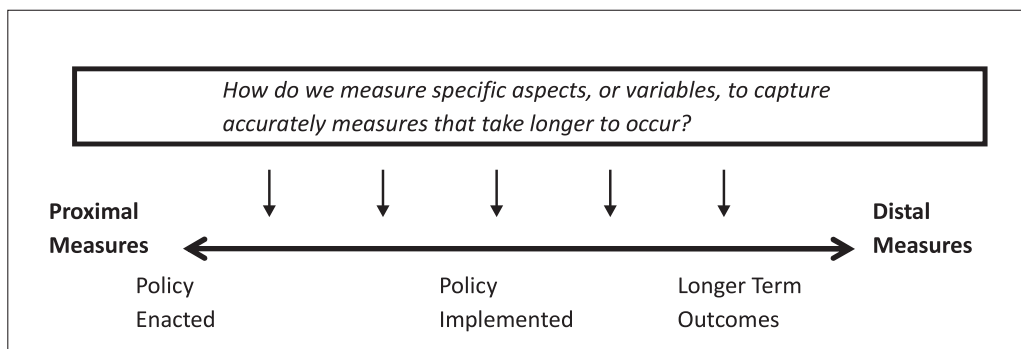 How do we measure specific aspects, or variables, to capture
accurately measures that take longer to occur?
Proximal
Measures
Distal
Measures
Policy
Enacted
Policy
Implemented
Longer Term
Outcomes